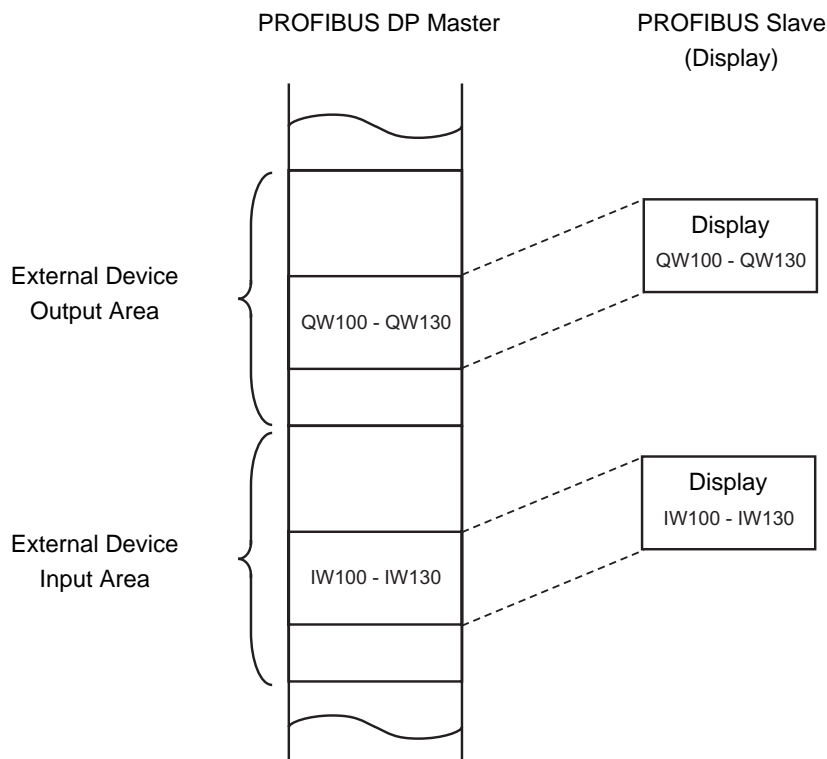 PROFIBUS DP Master
PROFIBUS Slave
(Display)
External Device
Output Area
QW100 - QW130
Display
QW100 - QW130
External Device
Input Area
IW100 - IW130
Display
IW100 - IW130